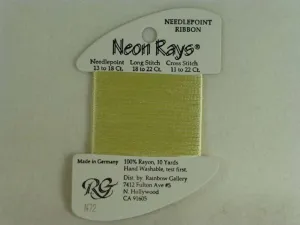 NEEDLEPOINT
RIBBON
Neon Rays®
Needlepoint Long Stitch Cross Stitch
13 to 18 Ct. 18 to 22 Ct. 11 to 22 Ct.
Made in Germany
100% Rayon, 10 Yards
Hand Washable, test first.
RG
Dist. by: Rainbow Gallery
7412 Fulton Ave #5
N. Hollywood
CA 91605
N72